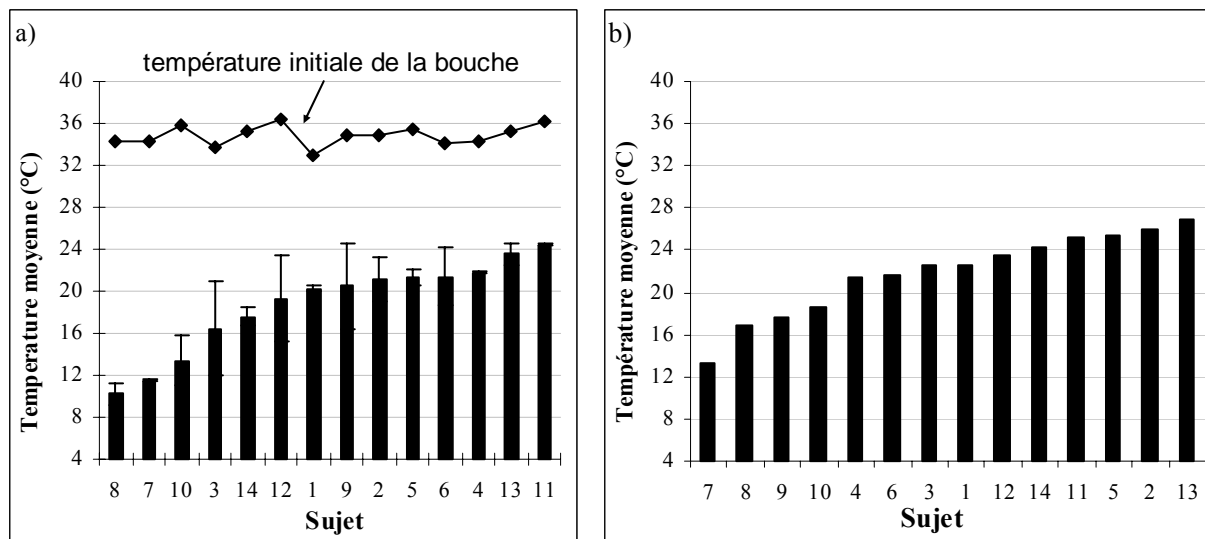 a)
température initiale de la bouche
Temperature moyenne (°C)
40
36
32
28
24
20
16
12
8
4
8 7 10 3 14 12 1 9 2 5 6 4 13 11
Sujet
b)
Température moyenne (°C)
40
36
32
28
24
20
16
12
8
4
7 8 9 10 4 6 3 1 12 14 11 5 2 13
Sujet